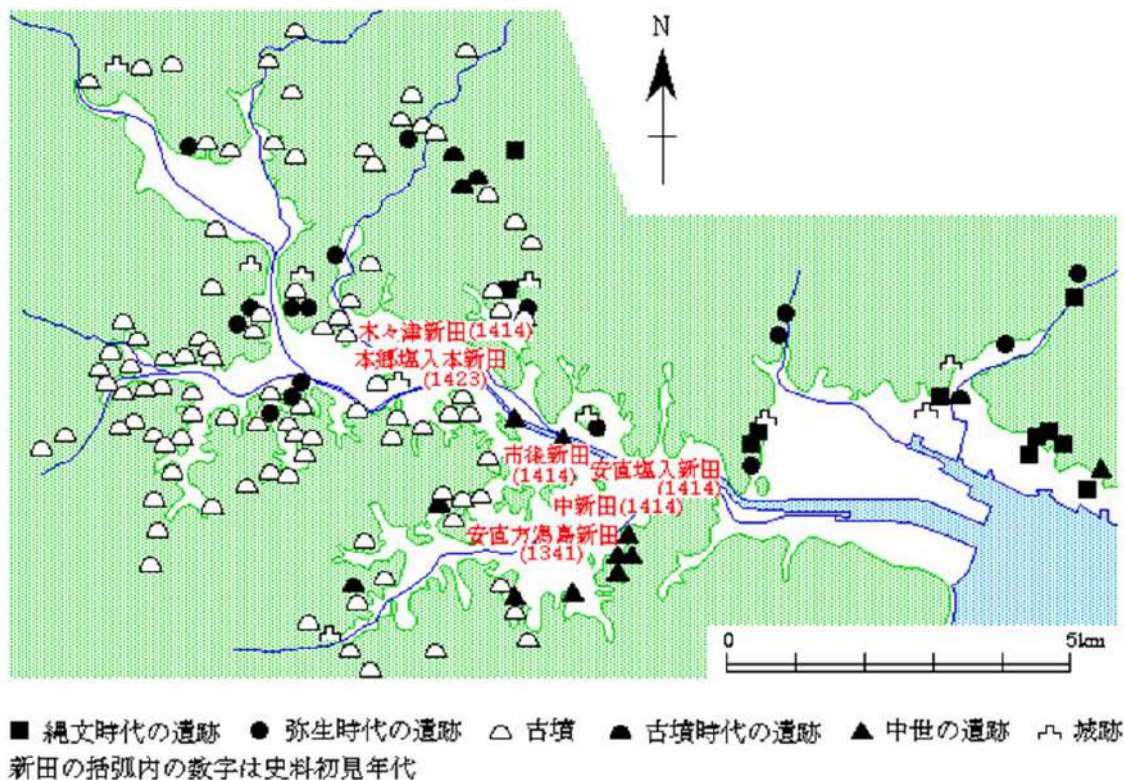 N
木々津新田(1414)
本郷塩入本新田
(1423)
市後新田
(1414)
安直塩入新田
(1414)
中新田(1414)
安直方潟島新田
(1341)
0 5km
縄文時代の遺跡 弥生時代の遺跡 古墳 古墳時代の遺跡 中世の遺跡 城跡
新田の括弧内の数字は史料初見年代